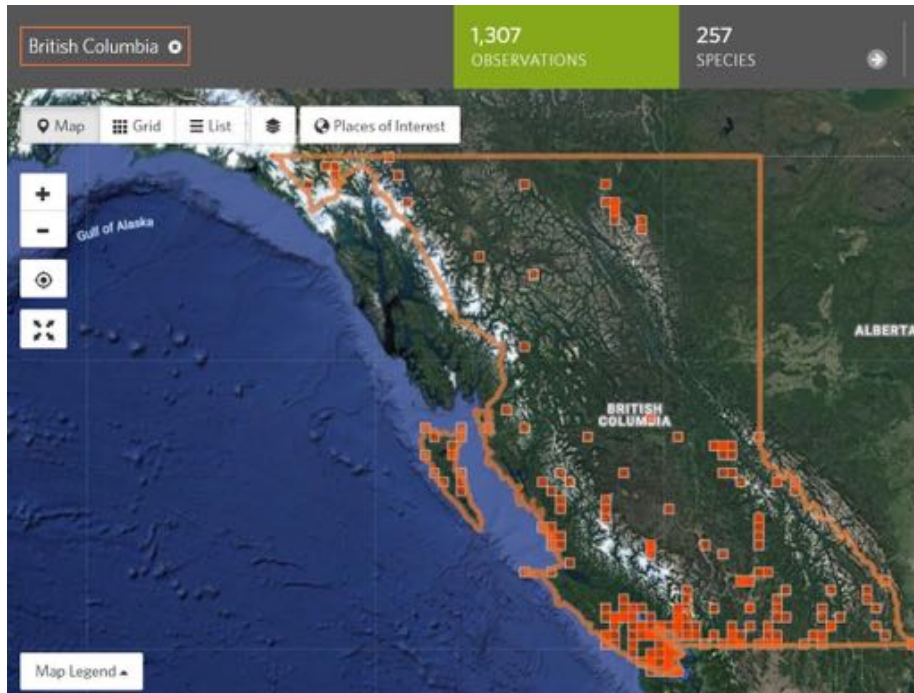 British Columbia
1,307
OBSERVATIONS
257
SPECIES
Map
Grid
List
Places of Interest
+
−
Gulf of Alaska
ALBERTA
BRITISH
COLUMBIA
Map Legend